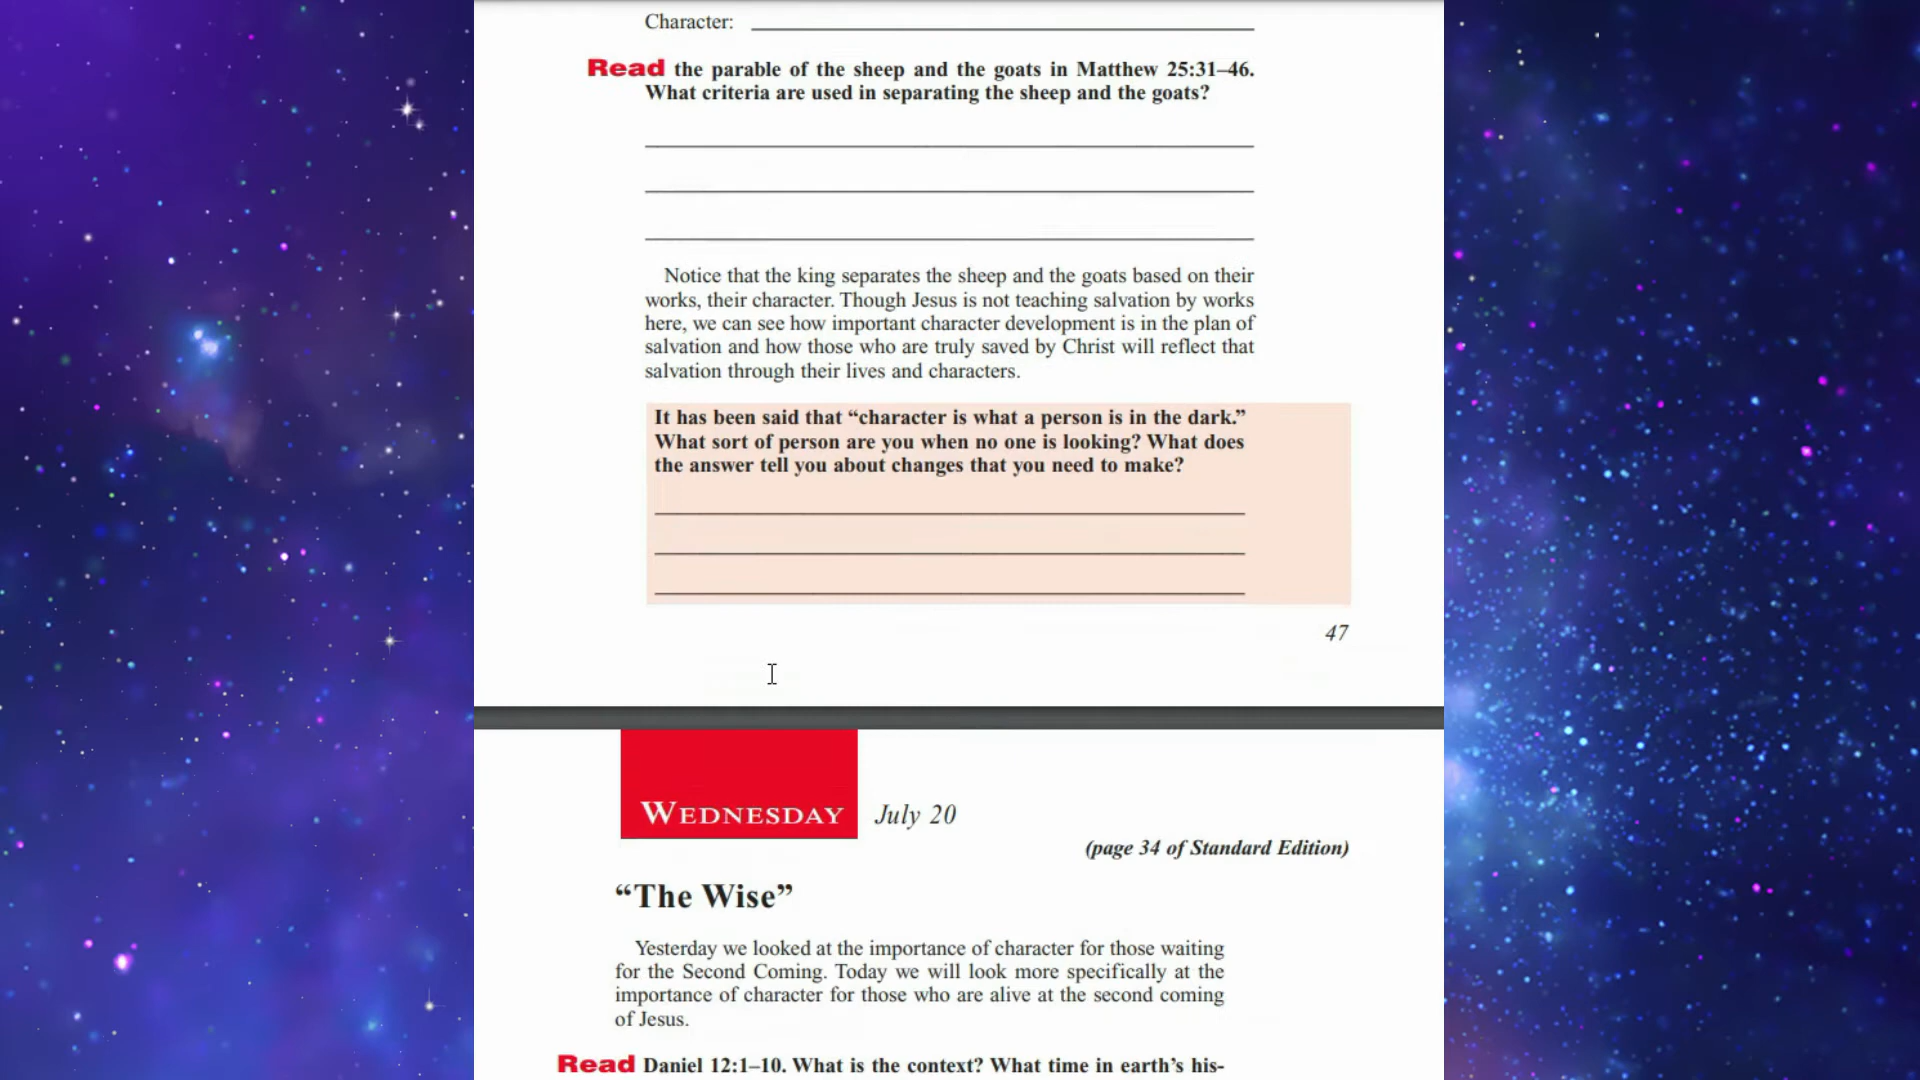 Character:
Read the parable of the sheep and the goats in Matthew 25:31–46.
What criteria are used in separating the sheep and the goats?
Notice that the king separates the sheep and the goats based on their
works, their character. Though Jesus is not teaching salvation by works
here, we can see how important character development is in the plan of
salvation and how those who are truly saved by Christ will reflect that
salvation through their lives and characters.
It has been said that “character is what a person is in the dark.”
What sort of person are you when no one is looking? What does
the answer tell you about changes that you need to make?
47
WEDNESDAY July 20
(page 34 of Standard Edition)
“The Wise”
Yesterday we looked at the importance of character for those waiting
for the Second Coming. Today we will look more specifically at the
importance of character for those who are alive at the second coming
of Jesus.
Read Daniel 12:1–10. What is the context? What time in earth’s his-